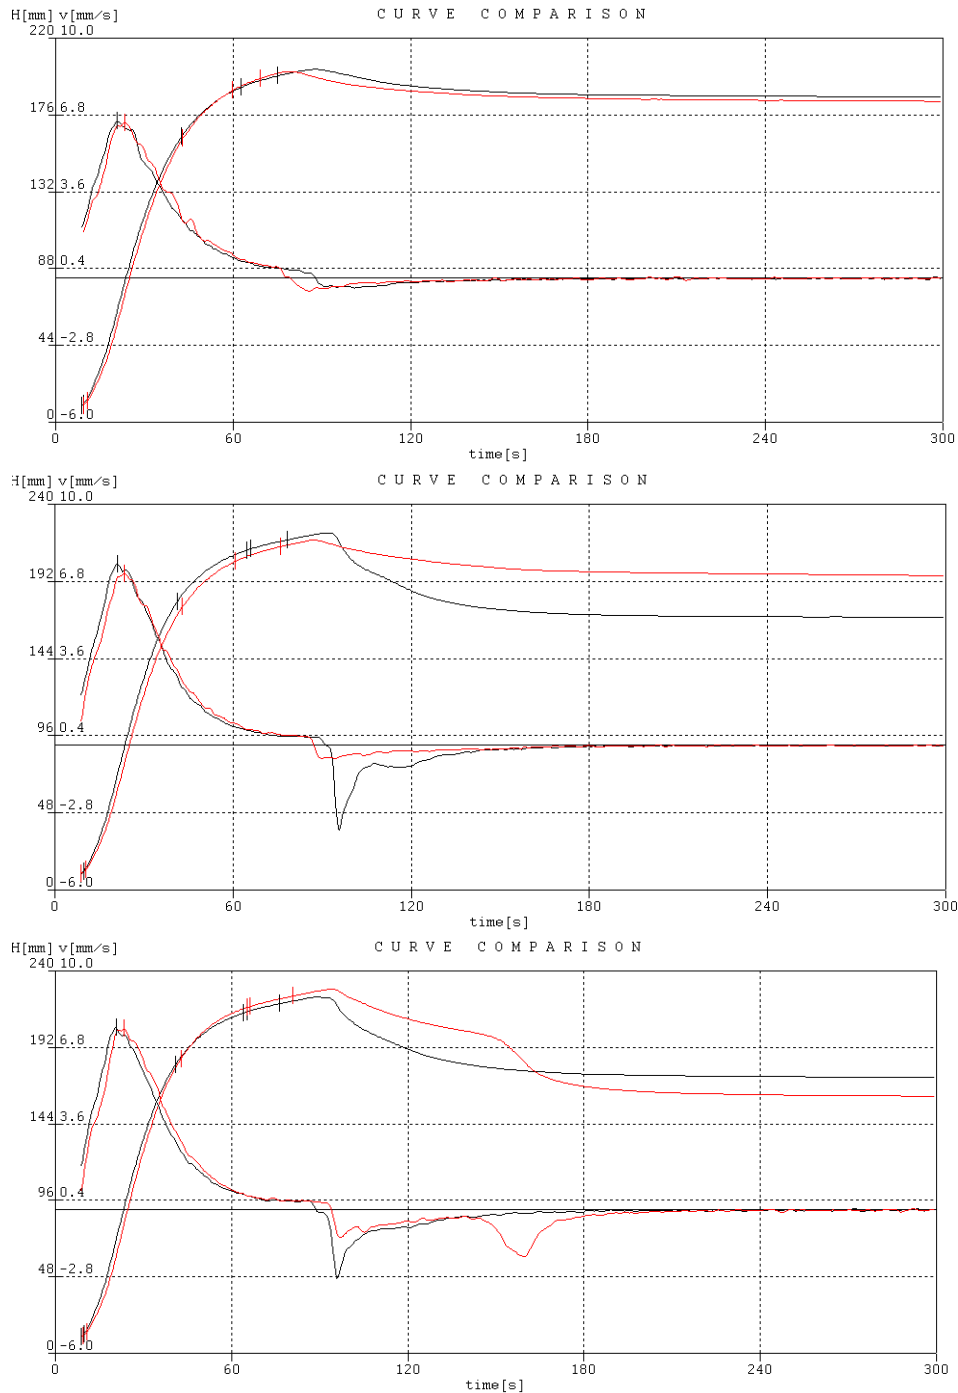 H[mm] v[mm/s] CURVE COMPARISON
220 10.0
176 6.8
132 3.6
88 0.4
44 -2.8
0 -6.0
0 60 120 180 240 300
time[s]
H[mm] v[mm/s] CURVE COMPARISON
240 10.0
192 6.8
144 3.6
96 0.4
48 -2.8
0 -6.0
0 60 120 180 240 300
time[s]
H[mm] v[mm/s] CURVE COMPARISON
240 10.0
192 6.8
144 3.6
96 0.4
48 -2.8
0 -6.0
0 60 120 180 240 300
time[s]